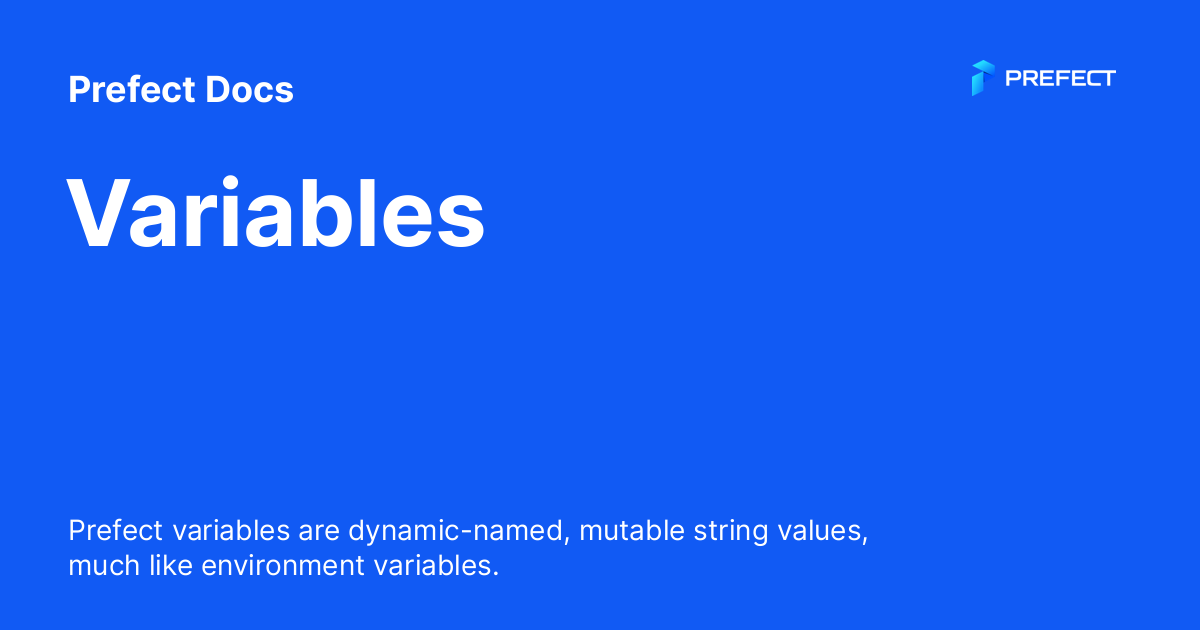 Prefect Docs
PREFECT
Variables
Prefect variables are dynamic-named, mutable string values,
much like environment variables.